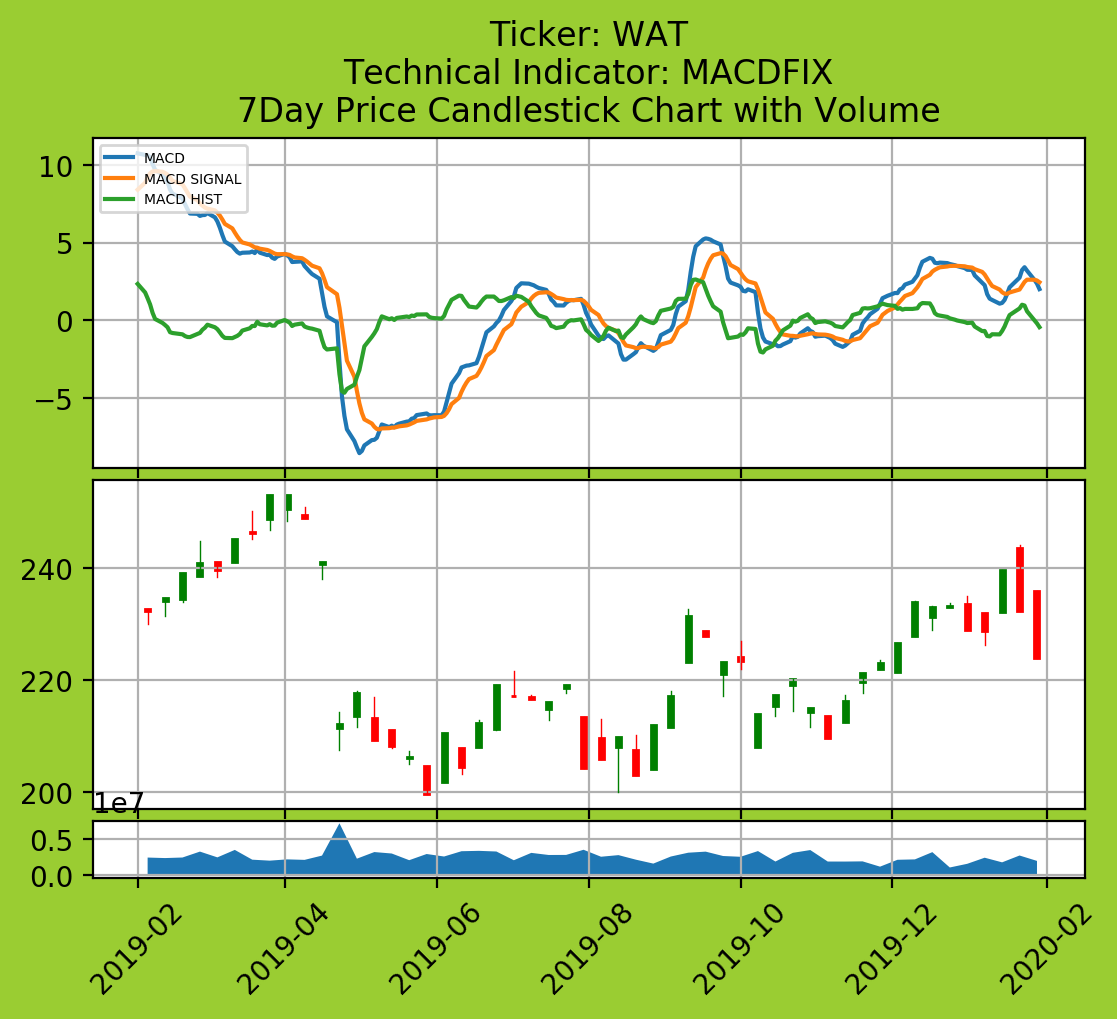 Ticker: WAT
Technical Indicator: MACDFIX
7Day Price Candlestick Chart with Volume
MACD
MACD SIGNAL
MACD HIST
10
5
0
−5
240
220
200
1e7
0.5
0.0
2019-02
2019-04
2019-06
2019-08
2019-10
2019-12
2020-02